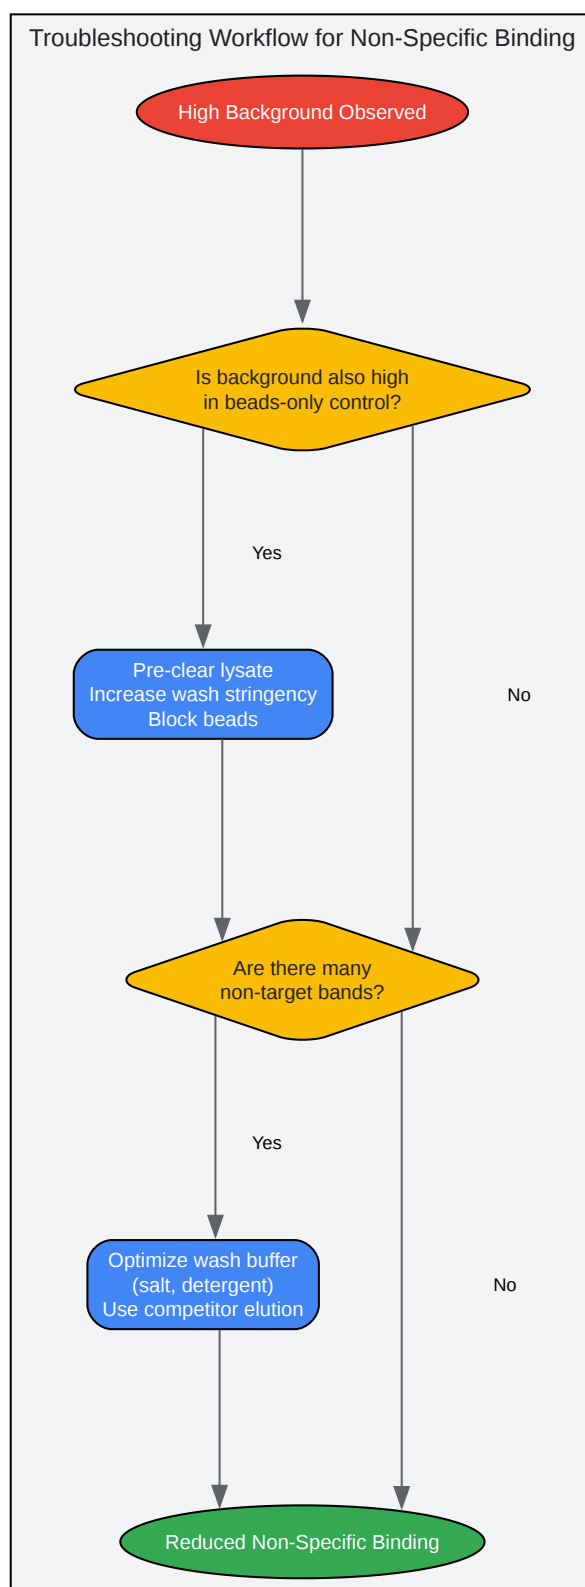 Troubleshooting Workflow for Non-Specific Binding
High Background Observed
Is background also high
in beads-only control?
Yes
Pre-clear lysate
Increase wash stringency
Block beads
No
Are there many
non-target bands?
Yes
Optimize wash buffer
(salt, detergent)
Use competitor elution
No
Reduced Non-Specific Binding